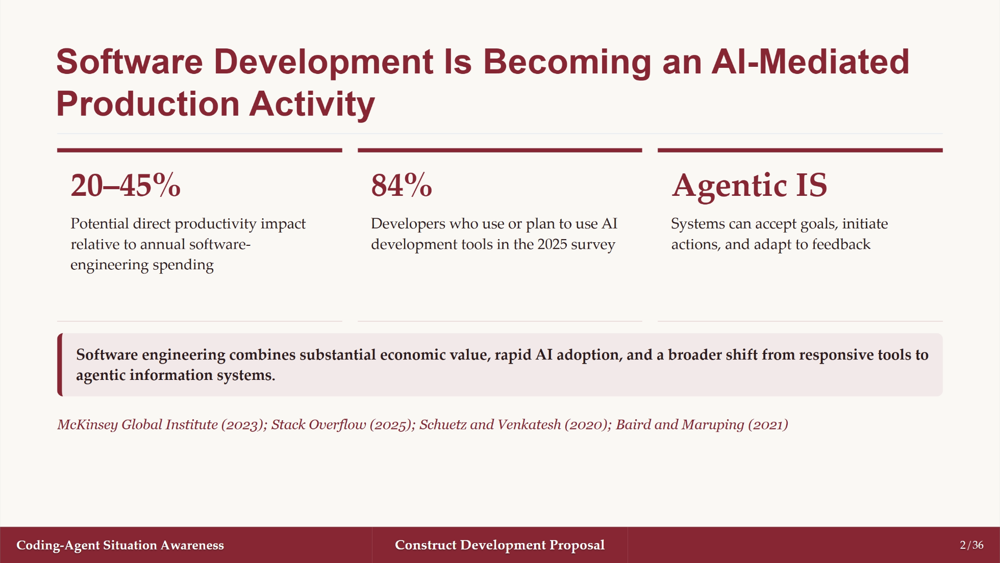 Software Development Is Becoming an AI-Mediated
Production Activity
20–45%
Potential direct productivity impact
relative to annual software-
engineering spending
84%
Developers who use or plan to use AI
development tools in the 2025 survey
Agentic IS
Systems can accept goals, initiate
actions, and adapt to feedback
Software engineering combines substantial economic value, rapid AI adoption, and a broader shift from responsive tools to
agentic information systems.
McKinsey Global Institute (2023); Stack Overflow (2025); Schuetz and Venkatesh (2020); Baird and Maruping (2021)
Coding-Agent Situation Awareness
Construct Development Proposal
2/36